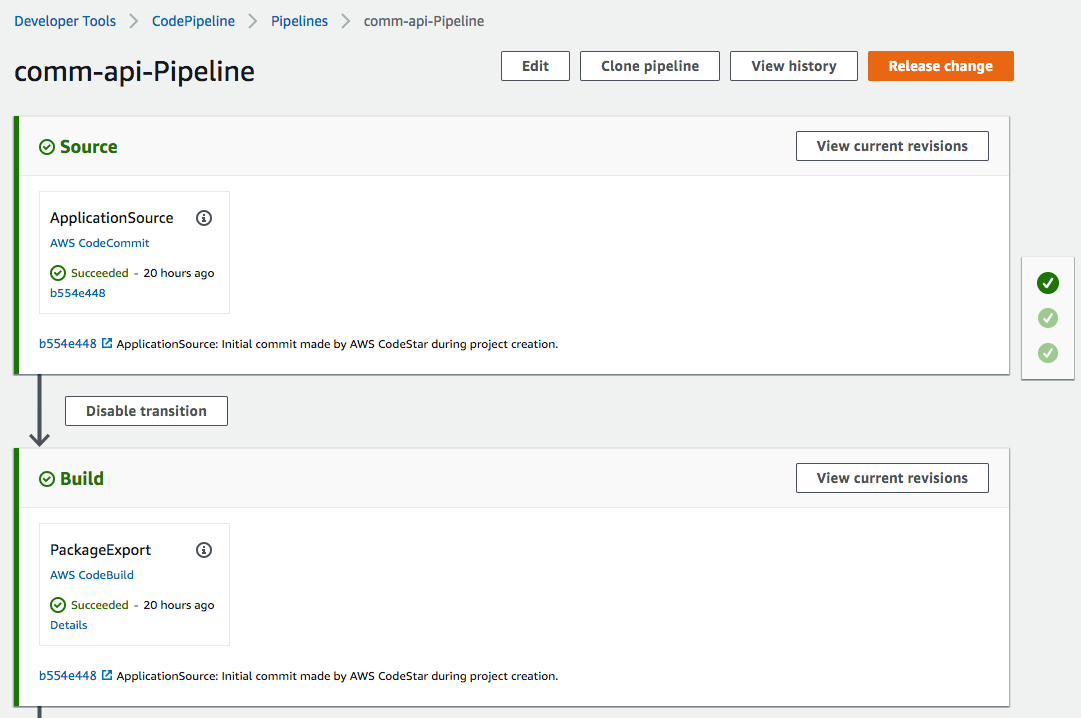 Developer Tools > CodePipeline > Pipelines > comm-api-Pipeline
comm-api-Pipeline
Edit
Clone pipeline
View history
Release change
Source
View current revisions
ApplicationSource
AWS CodeCommit
Succeeded - 20 hours ago
b554e448
b554e448 ApplicationSource: Initial commit made by AWS CodeStar during project creation.
Disable transition
Build
View current revisions
PackageExport
AWS CodeBuild
Succeeded - 20 hours ago
Details
b554e448 ApplicationSource: Initial commit made by AWS CodeStar during project creation.